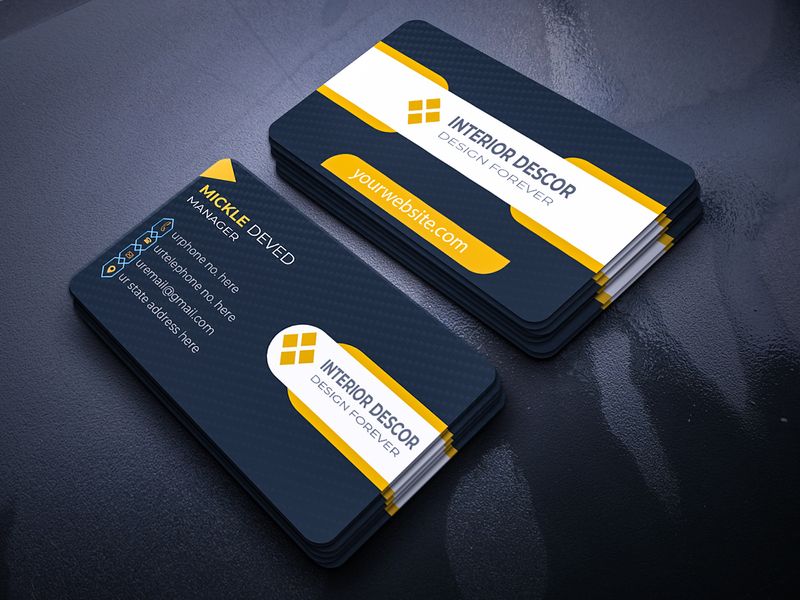 INTERIOR DESCOR
DESIGN FOREVER
yourwebsite.com
MICKLE DEVED
MANAGER
urphone no. here
urtelephone no. here
uremail@gmail.com
ur state address here
INTERIOR DESCOR
DESIGN FOREVER